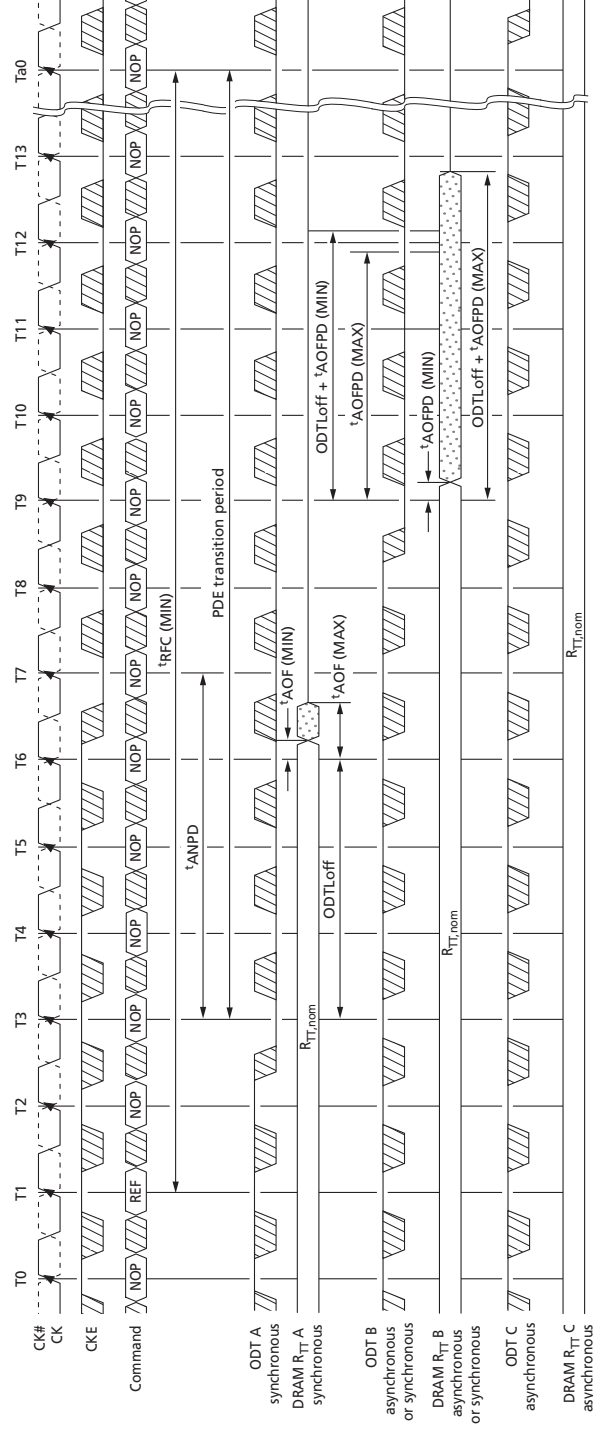 T0 T1 T2 T3 T4 T5 T6 T7 T8 T9 T10 T11 T12 T13 Ta0
CK#
CK
CKE
Command
NOP REF NOP NOP NOP NOP NOP NOP NOP NOP NOP NOP NOP NOP NOP
tRFC (MIN)
tANPD
PDE transition period
ODT A
synchronous
DRAM RTT A
synchronous
RTT,nom
tAOF (MIN)
ODTLoff
tAOF (MAX)
ODTLoff + tAOFPD (MIN)
tAOFPD (MAX)
ODT B
asynchronous
or synchronous
tAOFPD (MIN)
DRAM RTT B
asynchronous
or synchronous
RTT,nom
ODTLoff + tAOFPD (MAX)
ODT C
asynchronous
DRAM RTT C
asynchronous
RTT,nom